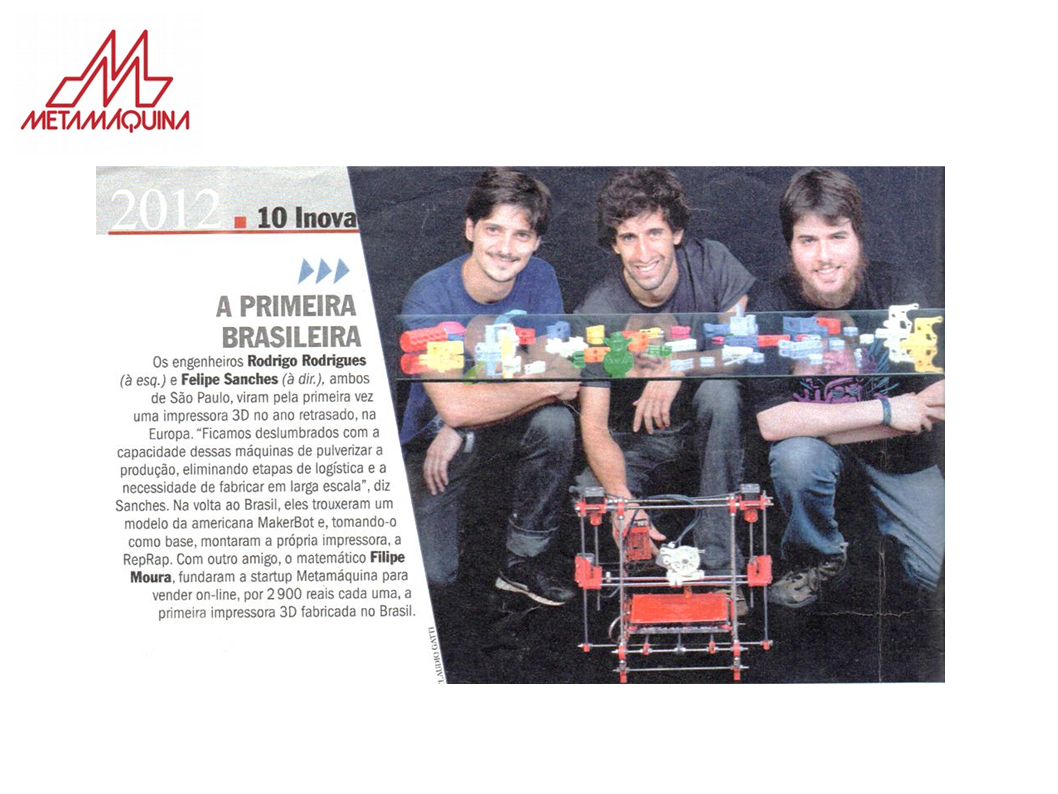 METAMÁQUINA
2012 10 Inova
A PRIMEIRA
BRASILEIRA
Os engenheiros Rodrigo Rodrigues
(à esq.) e Felipe Sanches (à dir.), ambos
de São Paulo, viram pela primeira vez
uma impressora 3D no ano retrasado, na
Europa. “Ficamos deslumbrados com a
capacidade dessas máquinas de pulverizar a
produção, eliminando etapas de logística e a
necessidade de fabricar em larga escala”, diz
Sanches. Na volta ao Brasil, eles trouxeram um
modelo da americana MakerBot e, tomando-o
como base, montaram a própria impressora, a
RepRap. Com outro amigo, o matemático Filipe
Moura, fundaram a startup Metamáquina para
vender on-line, por 2 900 reais cada uma, a
primeira impressora 3D fabricada no Brasil.
CLAUDIO GATTI
METAMAQUINA